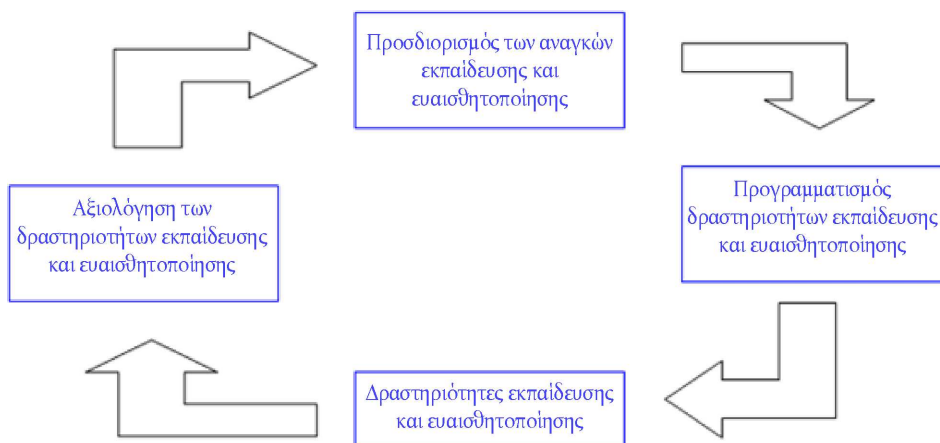 Προσδιορισμός των αναγκών
εκπαίδευσης και
ευαισθητοποίησης
Προγραμματισμός
δραστηριοτήτων εκπαίδευσης
και ευαισθητοποίησης
Δραστηριότητες εκπαίδευσης
και ευαισθητοποίησης
Αξιολόγηση των
δραστηριοτήτων εκπαίδευσης
και ευαισθητοποίησης